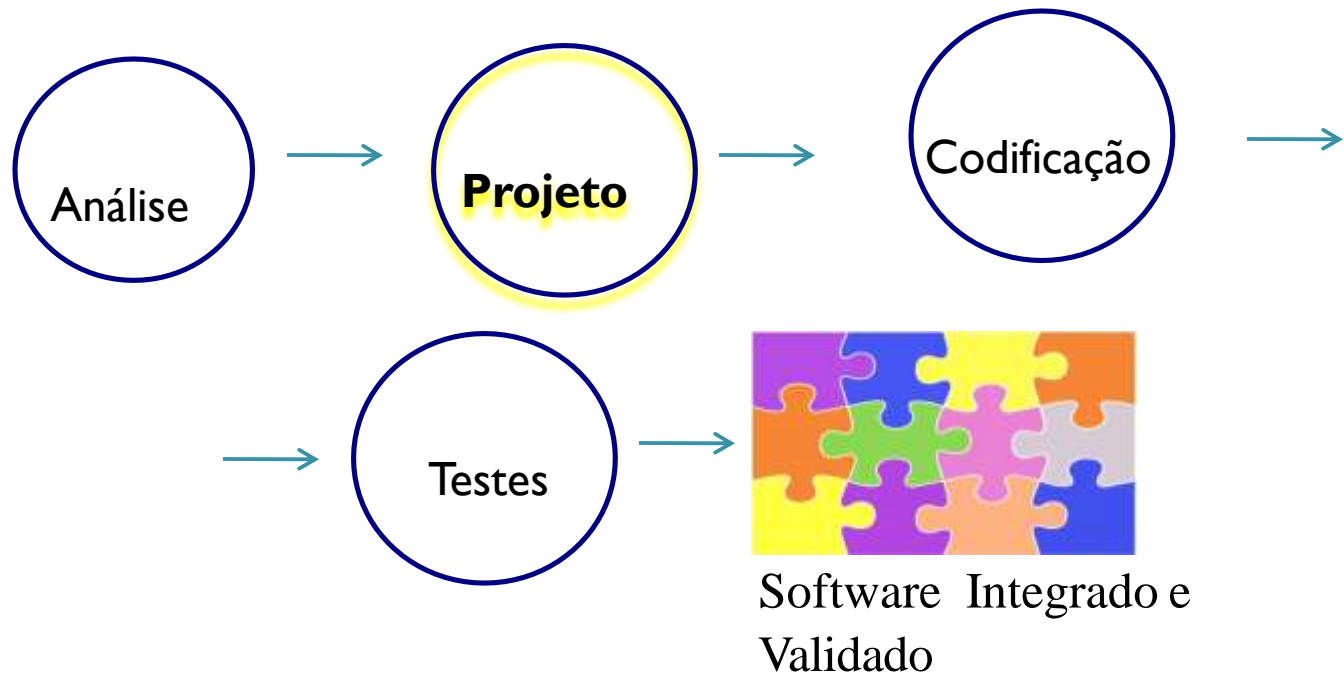 Análise
Projeto
Codificação
Testes
Software Integrado e
Validado